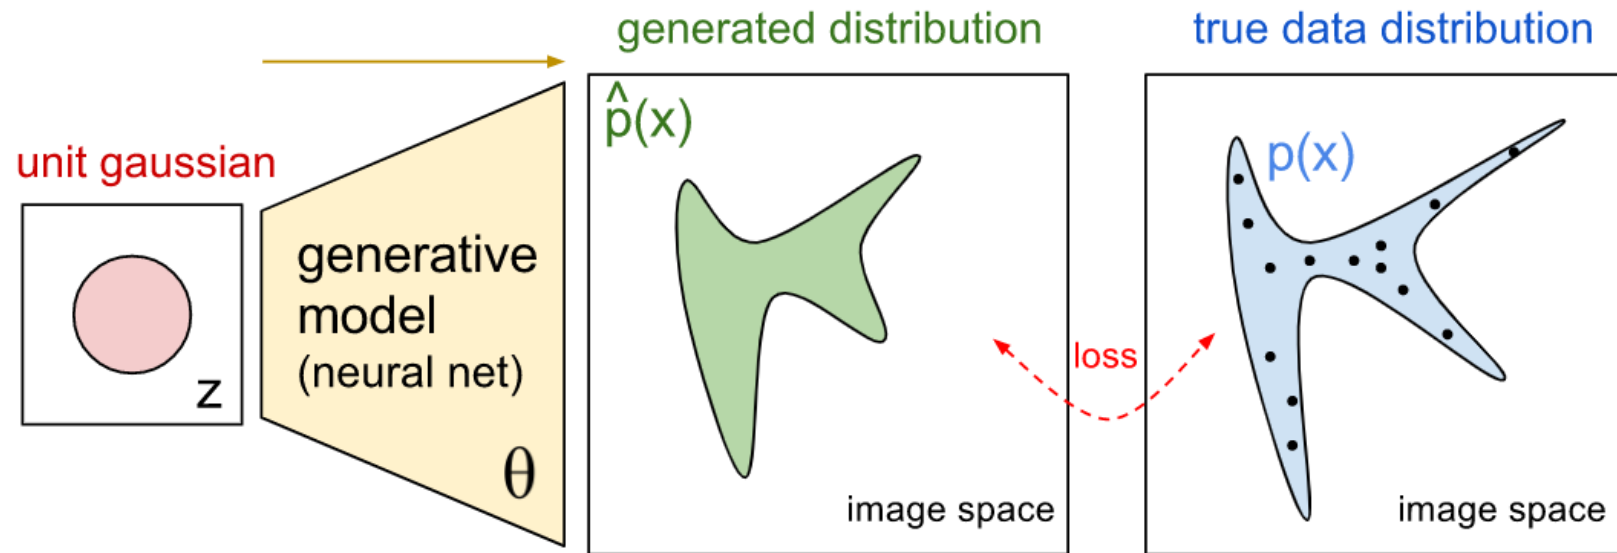 generated distribution
true data distribution
p̂(x)
p(x)
unit gaussian
generative
model
(neural net)
z
loss
θ
image space
image space